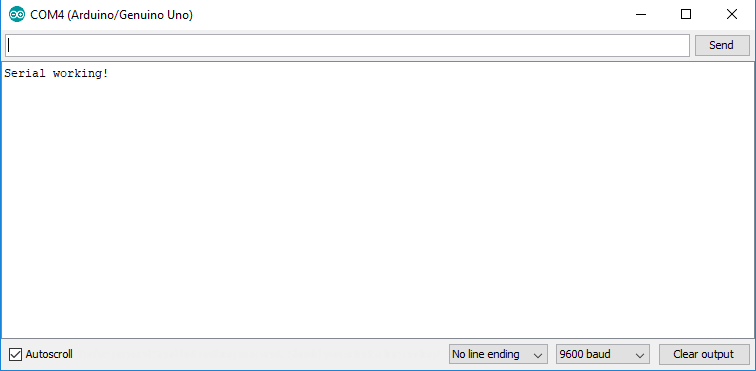 COM4 (Arduino/Genuino Uno)
Send
Serial working!
Autoscroll
No line ending
9600 baud
Clear output